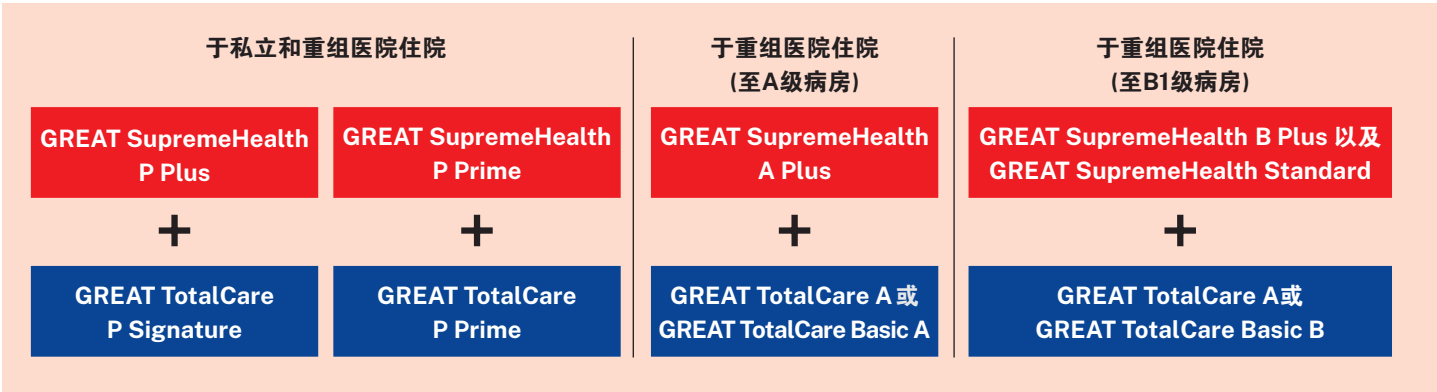 于私立和重组医院住院
GREAT SupremeHealth
P Plus
+
GREAT TotalCare
P Signature
GREAT SupremeHealth
P Prime
+
GREAT TotalCare
P Prime
于重组医院住院
(至A级病房)
GREAT SupremeHealth
A Plus
+
GREAT TotalCare A或
GREAT TotalCare Basic A
于重组医院住院
(至B1级病房)
GREAT SupremeHealth B Plus 以及
GREAT SupremeHealth Standard
+
GREAT TotalCare A或
GREAT TotalCare Basic B